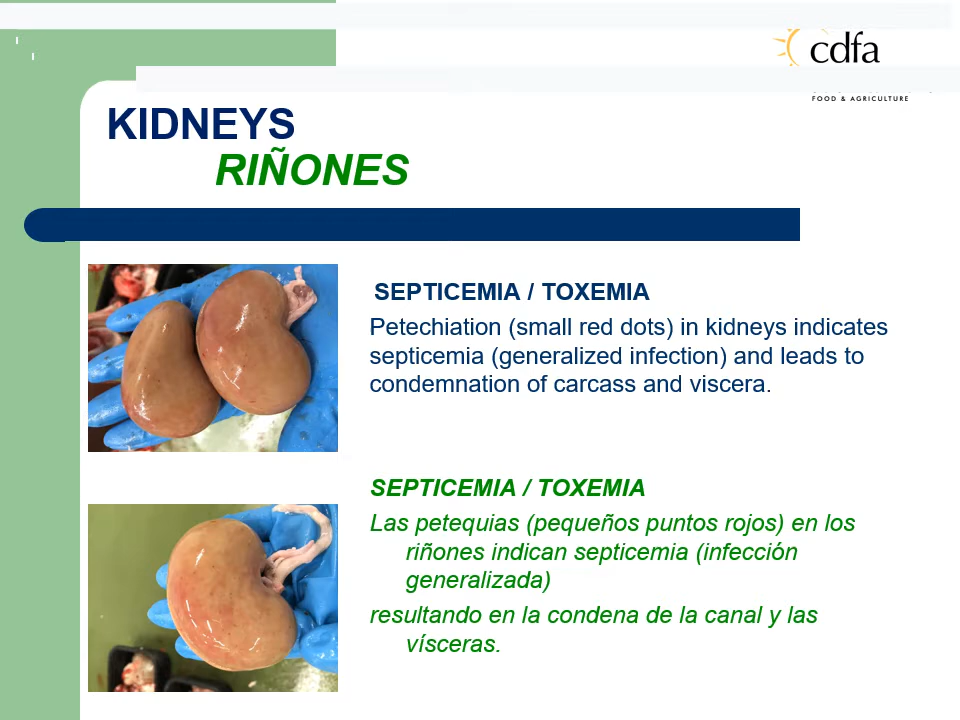 cdfa
FOOD & AGRICULTURE
KIDNEYS
RIÑONES
SEPTICEMIA / TOXEMIA
Petechiation (small red dots) in kidneys indicates
septicemia (generalized infection) and leads to
condemnation of carcass and viscera.
SEPTICEMIA / TOXEMIA
Las petequias (pequeños puntos rojos) en los
riñones indican septicemia (infección
generalizada)
resultando en la condena de la canal y las
vísceras.